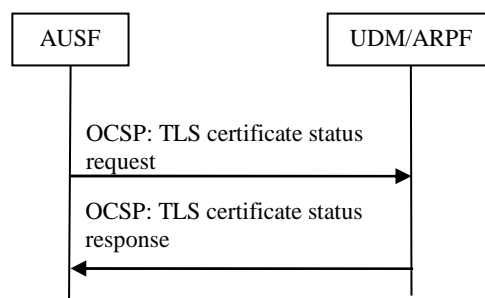 AUSF
UDM/ARPF
OCSP: TLS certificate status
request
OCSP: TLS certificate status
response